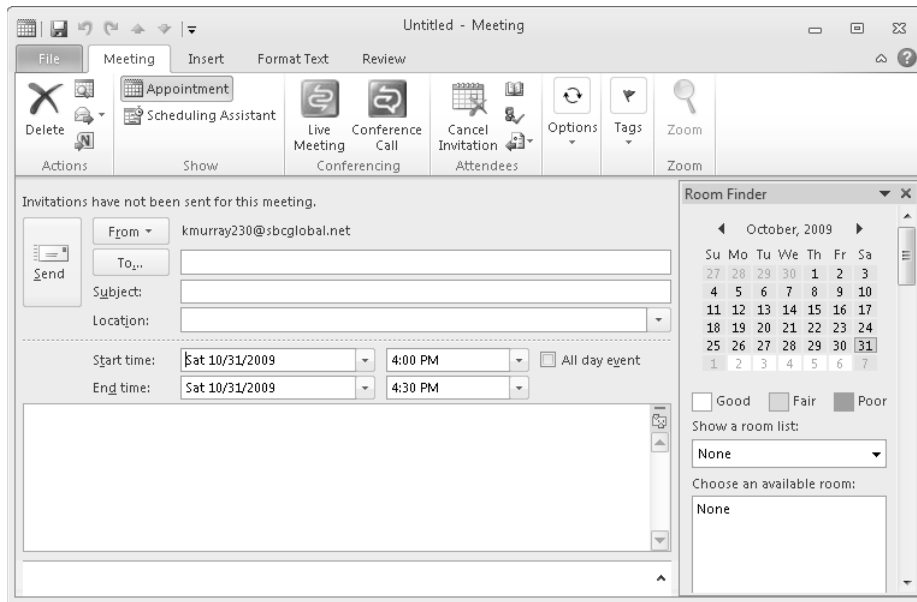 Untitled - Meeting
File Meeting Insert Format Text Review
Delete
Actions
Appointment
Scheduling Assistant
Show
Live Meeting
Conference Call
Conferencing
Cancel Invitation
Attendees
Options
Tags
Zoom
Zoom
Invitations have not been sent for this meeting.
Send
From kmurray230@sbcglobal.net
To...
Subject:
Location:
Start time: Sat 10/31/2009 4:00 PM All day event
End time: Sat 10/31/2009 4:30 PM
Room Finder
October, 2009
Su Mo Tu We Th Fr Sa
27 28 29 30 1 2 3
4 5 6 7 8 9 10
11 12 13 14 15 16 17
18 19 20 21 22 23 24
25 26 27 28 29 30 31
1 2 3 4 5 6 7
Good Fair Poor
Show a room list:
None
Choose an available room:
None